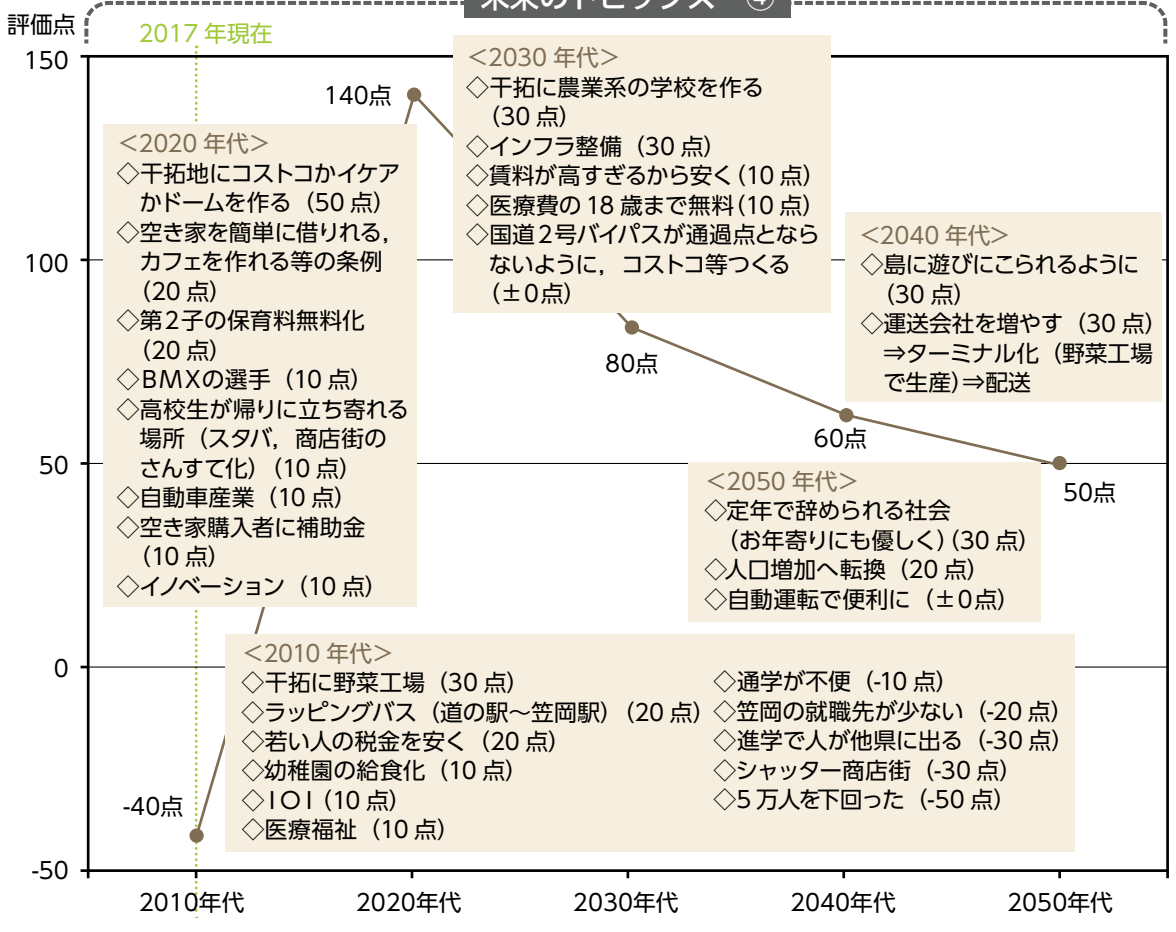 未来のトピックス ④
評価点
2017 年現在
150
100
50
0
-50
140点
80点
60点
50点
-40点
<2020 年代>
◇干拓地にコストコかイケア
かドームを作る（50 点）
◇空き家を簡単に借りれる，
カフェを作れる等の条例
（20 点）
◇第2子の保育料無料化
（20 点）
◇BMXの選手（10 点）
◇高校生が帰りに立ち寄れる
場所（スタバ，商店街の
さんすて化）（10 点）
◇自動車産業（10 点）
◇空き家購入者に補助金
（10 点）
◇イノベーション（10 点）
<2030 年代>
◇干拓に農業系の学校を作る
（30 点）
◇インフラ整備（30 点）
◇賃料が高すぎるから安く（10 点）
◇医療費の 18 歳まで無料（10 点）
◇国道２号バイパスが通過点となら
ないように，コストコ等つくる
（±０点）
<2040 年代>
◇島に遊びにこられるように
（30 点）
◇運送会社を増やす（30 点）
⇒ターミナル化（野菜工場
で生産）⇒配送
<2050 年代>
◇定年で辞められる社会
（お年寄りにも優しく）（30 点）
◇人口増加へ転換（20 点）
◇自動運転で便利に（±０点）
<2010 年代>
◇干拓に野菜工場（30 点）
◇ラッピングバス（道の駅～笠岡駅）（20 点）
◇若い人の税金を安く（20 点）
◇幼稚園の給食化（10 点）
◇IOI（10 点）
◇医療福祉（10 点）
◇通学が不便（-10 点）
◇笠岡の就職先が少ない（-20 点）
◇進学で人が他県に出る（-30 点）
◇シャッター商店街（-30 点）
◇5 万人を下回った（-50 点）
2010年代
2020年代
2030年代
2040年代
2050年代